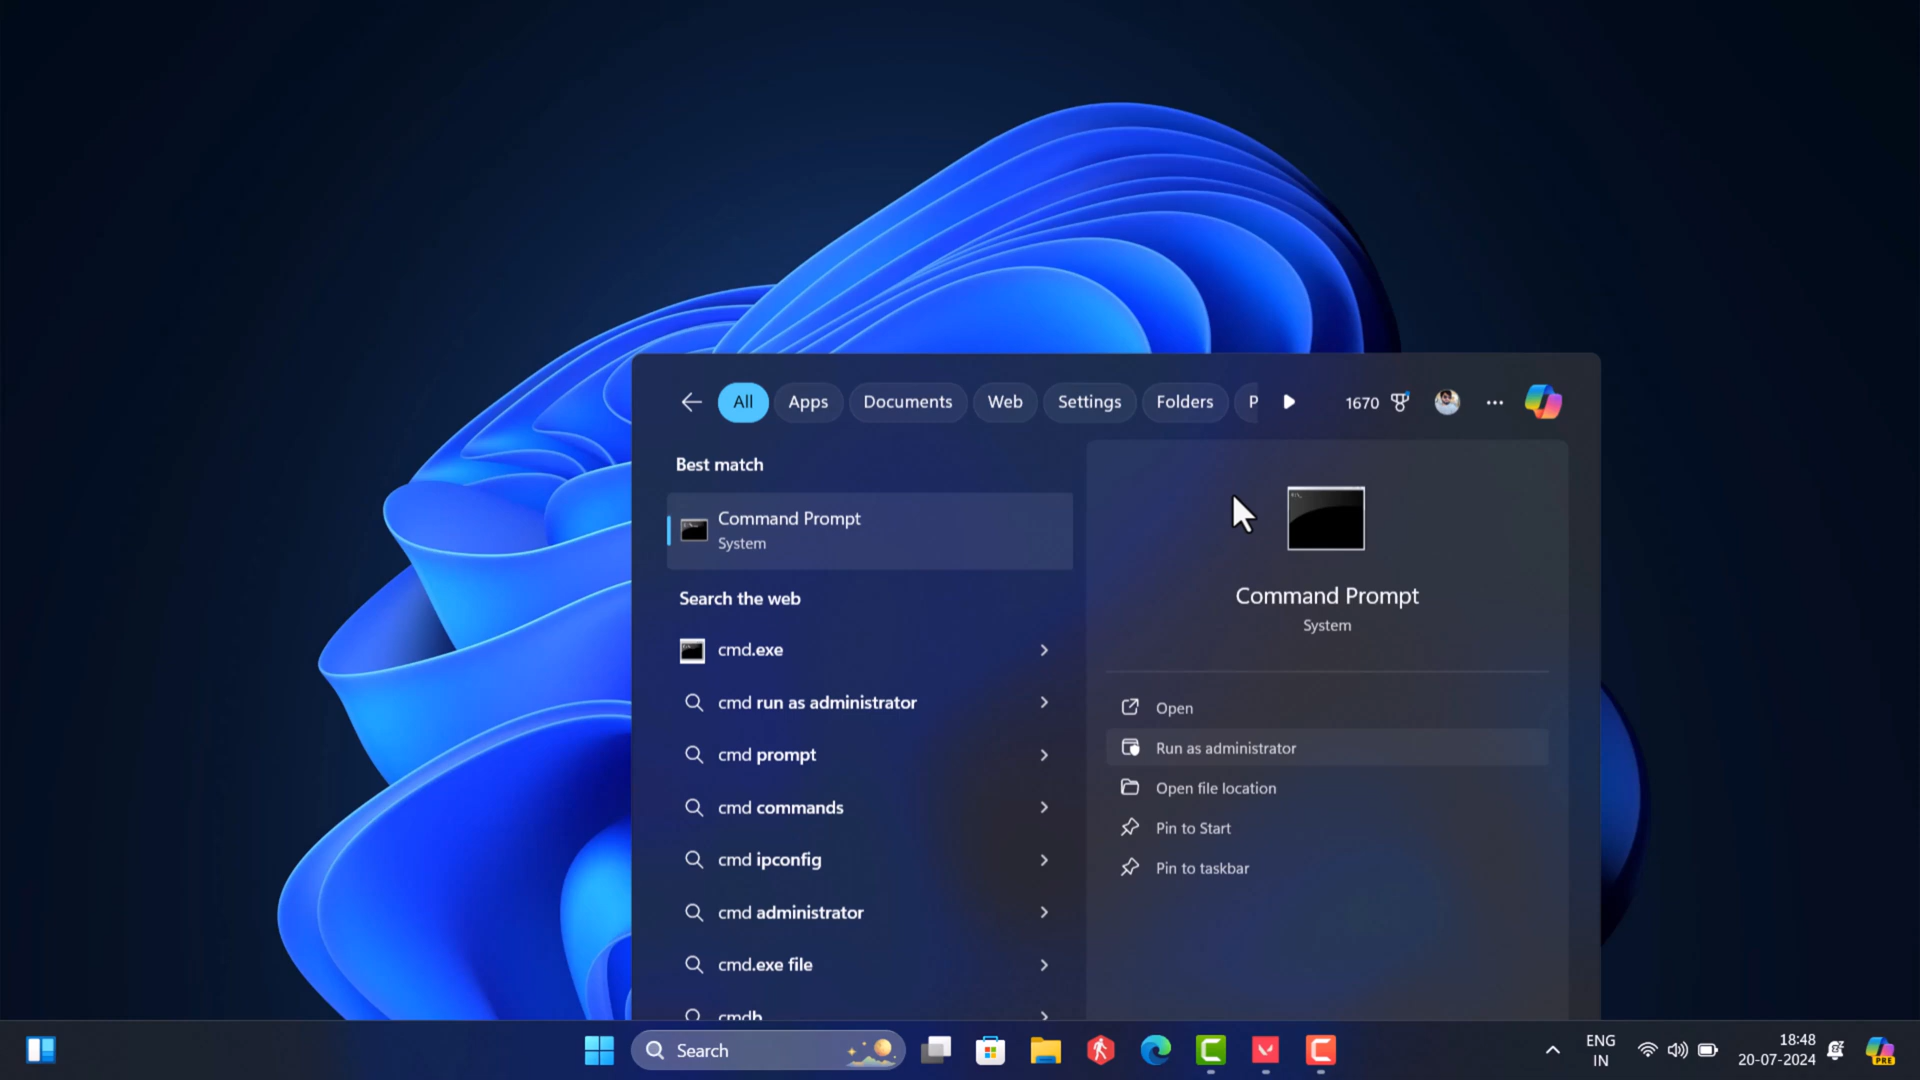 All
Apps
Documents
Web
Settings
Folders
P
1670
Best match
Command Prompt
System
Search the web
cmd.exe
cmd run as administrator
cmd prompt
cmd commands
cmd ipconfig
cmd administrator
cmd.exe file
Command Prompt
System
Open
Run as administrator
Open file location
Pin to Start
Pin to taskbar
Search
ENG
IN
18:48
20-07-2024
PRE